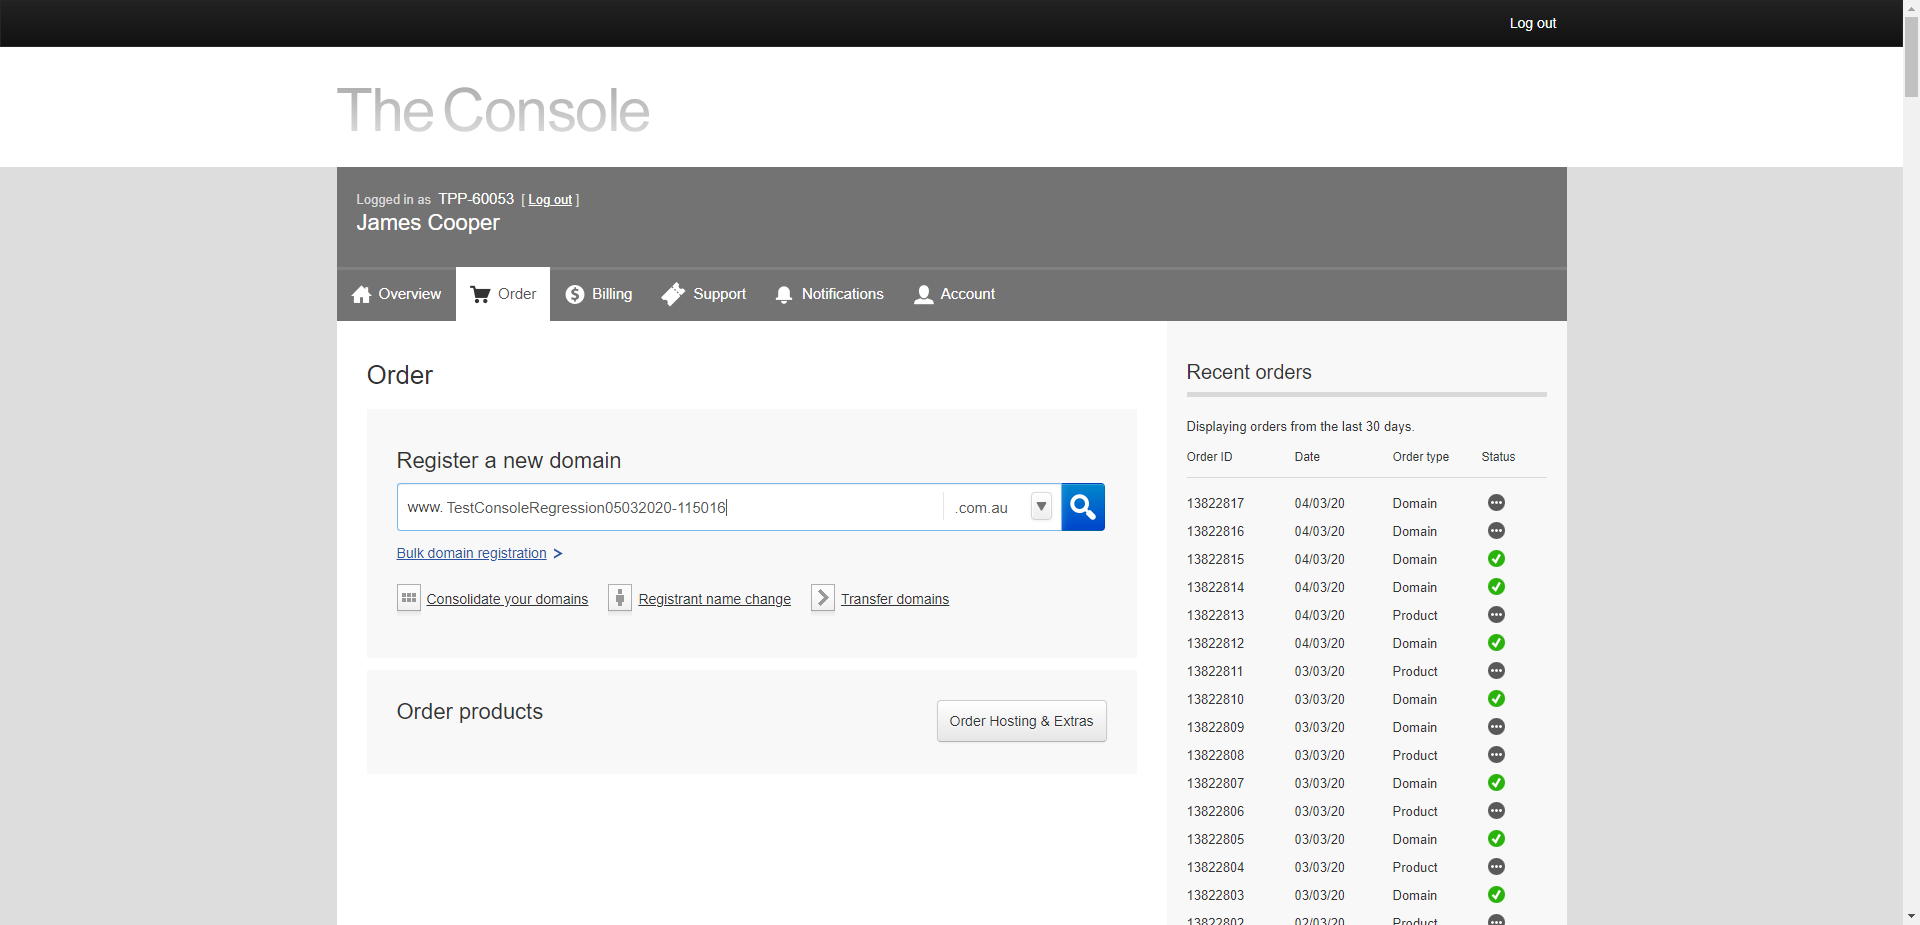 Log out
The Console
Logged in as TPP-60053 [ Log out ]
James Cooper
Overview Order Billing Support Notifications Account
Order
Register a new domain
www. TestConsoleRegression05032020-115016 .com.au
Bulk domain registration >
Consolidate your domains Registrant name change Transfer domains
Order products
Order Hosting & Extras
Recent orders
Displaying orders from the last 30 days.
Order ID Date Order type Status
13822817 04/03/20 Domain
13822816 04/03/20 Domain
13822815 04/03/20 Domain
13822814 04/03/20 Domain
13822813 04/03/20 Product
13822812 04/03/20 Domain
13822811 03/03/20 Product
13822810 03/03/20 Domain
13822809 03/03/20 Domain
13822808 03/03/20 Product
13822807 03/03/20 Domain
13822806 03/03/20 Product
13822805 03/03/20 Domain
13822804 03/03/20 Product
13822803 03/03/20 Domain
13822802 02/03/20 Product